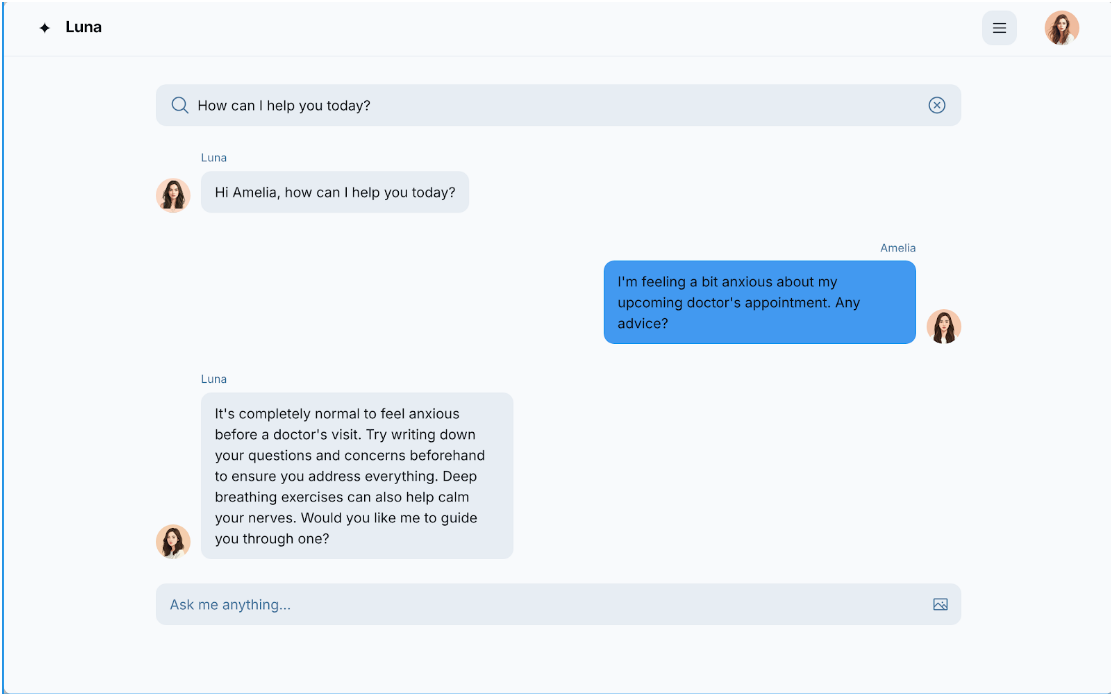 Luna
How can I help you today?
Luna
Hi Amelia, how can I help you today?
Amelia
I'm feeling a bit anxious about my
upcoming doctor's appointment. Any
advice?
Luna
It's completely normal to feel anxious
before a doctor's visit. Try writing down
your questions and concerns beforehand
to ensure you address everything. Deep
breathing exercises can also help calm
your nerves. Would you like me to guide
you through one?
Ask me anything...